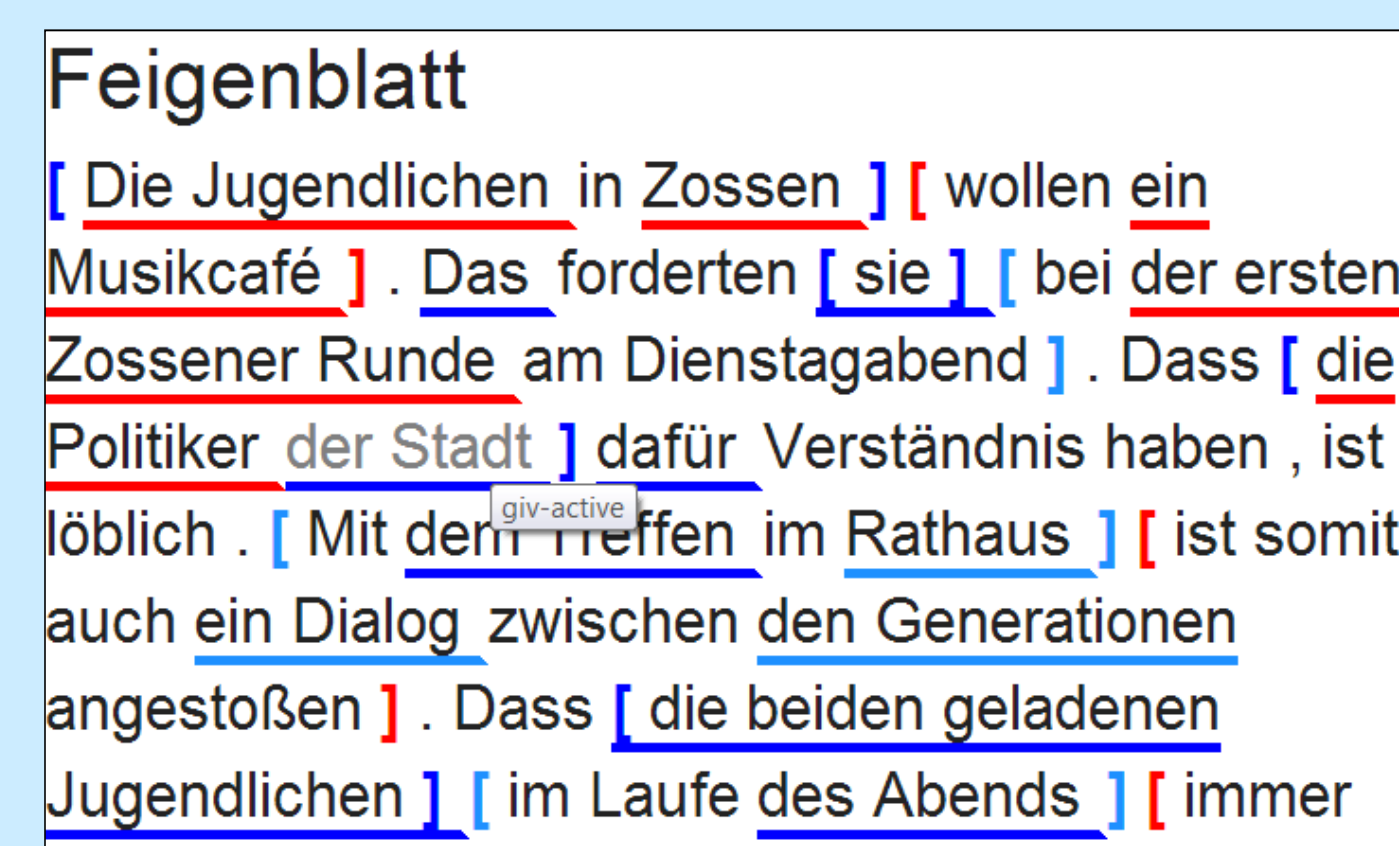 Feigenblatt
[ Die Jugendlichen in Zossen ] [ wollen ein
Musikcafé ] . Das forderten [ sie ] [ bei der ersten
Zossener Runde am Dienstagabend ] . Dass [ die
Politiker der Stadt ] dafür Verständnis haben , ist
giv-active
löblich . [ Mit dem Treffen im Rathaus ] [ ist somit
auch ein Dialog zwischen den Generationen
angestoßen ] . Dass [ die beiden geladenen
Jugendlichen ] [ im Laufe des Abends ] [ immer